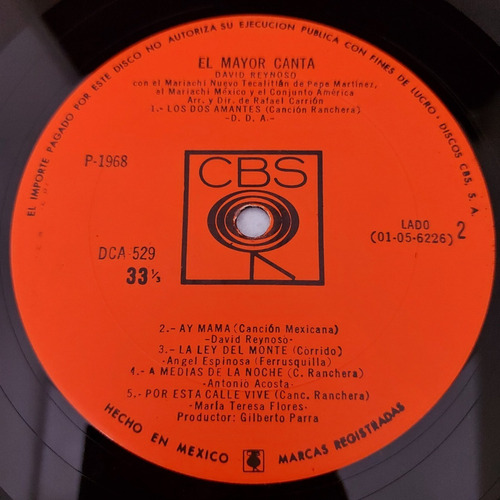 EL IMPORTE PAGADO POR ESTE DISCO NO AUTORIZA SU EJECUCION PUBLICA CON FINES DE LUCRO - DISCOS CBS, S. A.
EL MAYOR CANTA
DAVID REYNOSO
con el Mariachi Nuevo Tecalitlán de Pepe Martínez,
el Mariachi México y el Conjunto América
Arr. y Dir. de Rafael Carrión
1.- LOS DOS AMANTES (Canción Ranchera)
-D. D. A.-
P-1968
CBS
LADO 2
(01-05-6226)
DCA-529
33 1/3
2.- AY MAMA (Canción Mexicana)
-David Reynoso-
3.- LA LEY DEL MONTE (Corrido)
-Angel Espinosa (Ferrusquilla)
4.- A MEDIAS DE LA NOCHE (C. Ranchera)
-Antonio Acosta-
5.- POR ESTA CALLE VIVE (Canc. Ranchera)
-María Teresa Flores-
Productor: Gilberto Parra
HECHO EN MEXICO MARCAS REGISTRADAS